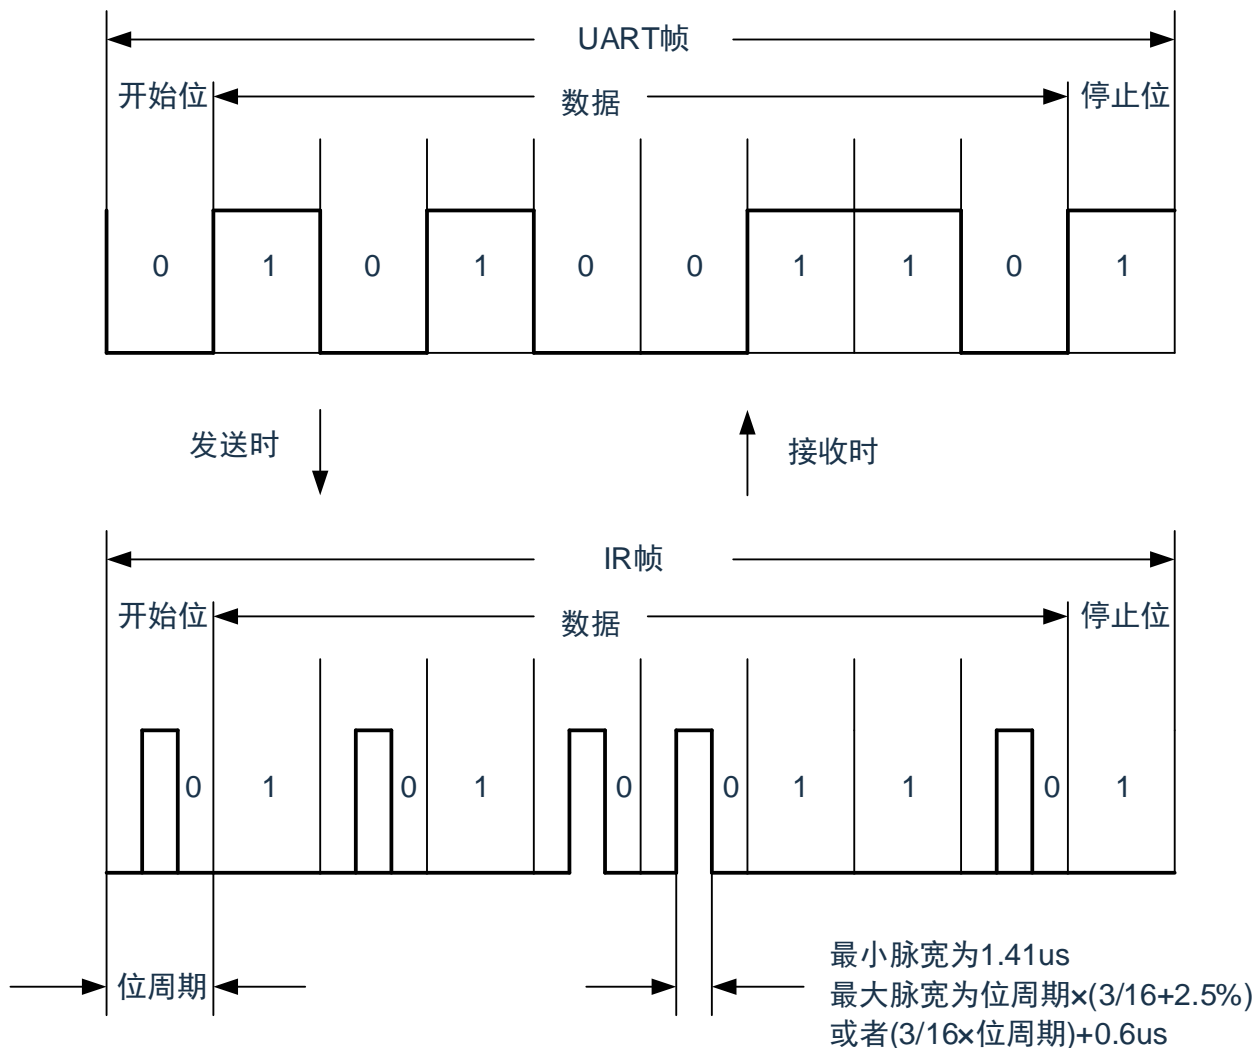 UART帧
开始位 数据 停止位
0 1 0 1 0 0 1 1 0 1
发送时 接收时
IR帧
开始位 数据 停止位
0 1 0 1 0 0 1 1 0 1
位周期
最小脉宽为1.41us
最大脉宽为位周期×(3/16+2.5%)
或者(3/16×位周期)+0.6us